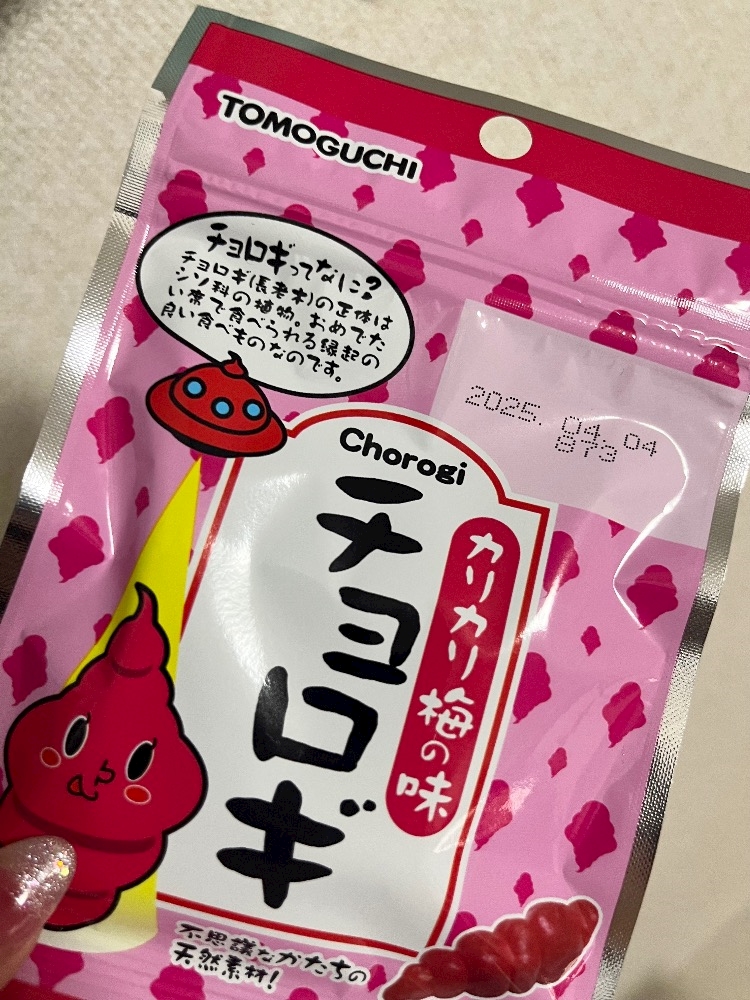 TOMOGUCHI
チョロギってなに?
チョロギ(長老木)の正体は
シソ科の植物。おめでた
い席で食べられる縁起の
良い食べものなのです。
2025. 04. 04
873
Chorogi
チョロギ
カリカリ梅の味
不思議なかたちの
天然素材!